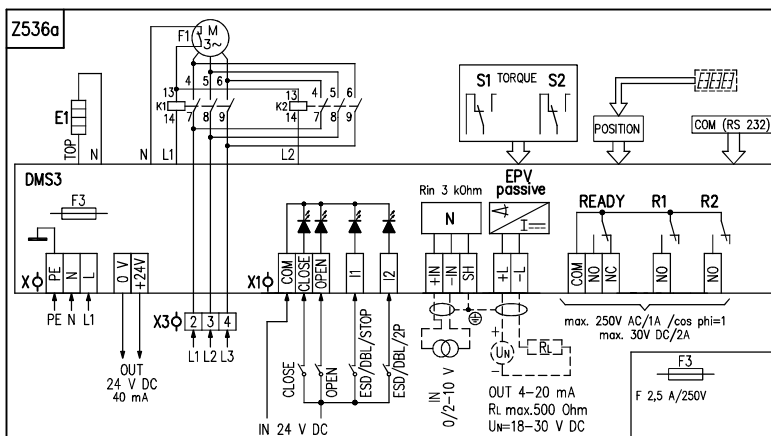 Z536a
F1
M
3~
4 5 6
13
K1
14
7 8 9
13
K2
14
4 5 6
7 8 9
E1
TOP
N
N
L1
L2
S1 TORQUE S2
POSITION
COM (RS 232)
DMS3
F3
Rin 3 kOhm
N
EPV
passive
I
READY R1 R2
X
PE
N
L
0 V
+24V
X1
COM
CLOSE
OPEN
I1
I2
+IN
-IN
SH
+L
-L
COM
NO
NC
NO
NO
PE N L1
X3
2 3 4
L1 L2 L3
OUT
24 V DC
40 mA
CLOSE
OPEN
ESD/DBL/STOP
ESD/DBL/2P
IN 24 V DC
IN
0/2-10 V
+
UN
-
RL
OUT 4-20 mA
RL max.500 Ohm
UN=18-30 V DC
max. 250V AC/1A /cos phi=1
max. 30V DC/2A
F3
F 2,5 A/250V